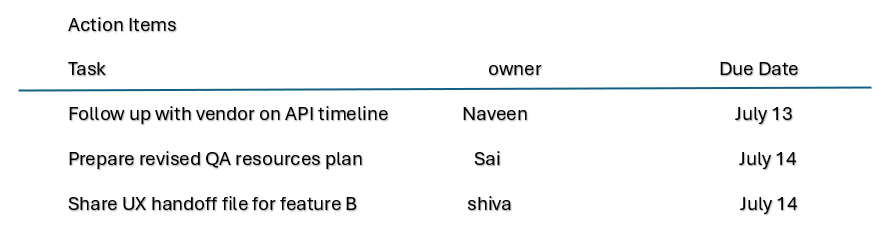 Action Items
Task owner Due Date
Follow up with vendor on API timeline Naveen July 13
Prepare revised QA resources plan Sai July 14
Share UX handoff file for feature B shiva July 14